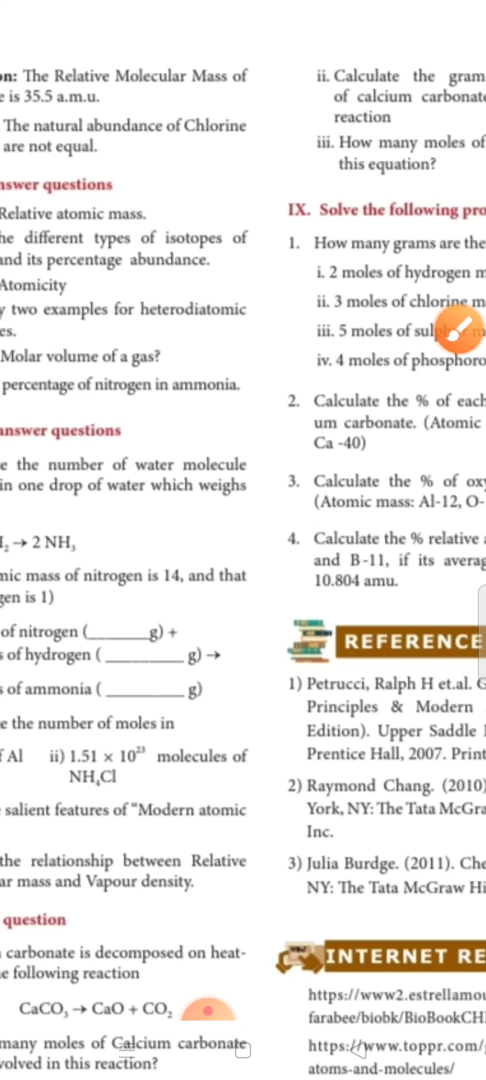 on: The Relative Molecular Mass of
e is 35.5 a.m.u.
The natural abundance of Chlorine
are not equal.
nswer questions
Relative atomic mass.
he different types of isotopes of
and its percentage abundance.
Atomicity
y two examples for heterodiatomic
es.
Molar volume of a gas?
percentage of nitrogen in ammonia.
answer questions
e the number of water molecule
in one drop of water which weighs
I₂ → 2 NH₃
mic mass of nitrogen is 14, and that
gen is 1)
of nitrogen (_______g) +
s of hydrogen (_________ g) →
s of ammonia (_________ g)
e the number of moles in
f Al ii) 1.51 × 10²³ molecules of
NH₄Cl
salient features of "Modern atomic
the relationship between Relative
ar mass and Vapour density.
question
carbonate is decomposed on heat-
e following reaction
CaCO₃ → CaO + CO₂
many moles of Calcium carbonate
volved in this reaction?
ii. Calculate the gram
of calcium carbonate
reaction
iii. How many moles of
this equation?
IX. Solve the following pro
1. How many grams are the
i. 2 moles of hydrogen m
ii. 3 moles of chlorine m
iii. 5 moles of sul
iv. 4 moles of phosphoro
2. Calculate the % of each
um carbonate. (Atomic
Ca -40)
3. Calculate the % of oxy
(Atomic mass: Al-12, O-
4. Calculate the % relative a
and B-11, if its averag
10.804 amu.
REFERENCE
1) Petrucci, Ralph H et.al. G
Principles & Modern
Edition). Upper Saddle
Prentice Hall, 2007. Print
2) Raymond Chang. (2010)
York, NY: The Tata McGra
Inc.
3) Julia Burdge. (2011). Che
NY: The Tata McGraw Hi
INTERNET RE
https://www2.estrellamou
farabee/biobk/BioBookCH
https://www.toppr.com/
atoms-and-molecules/